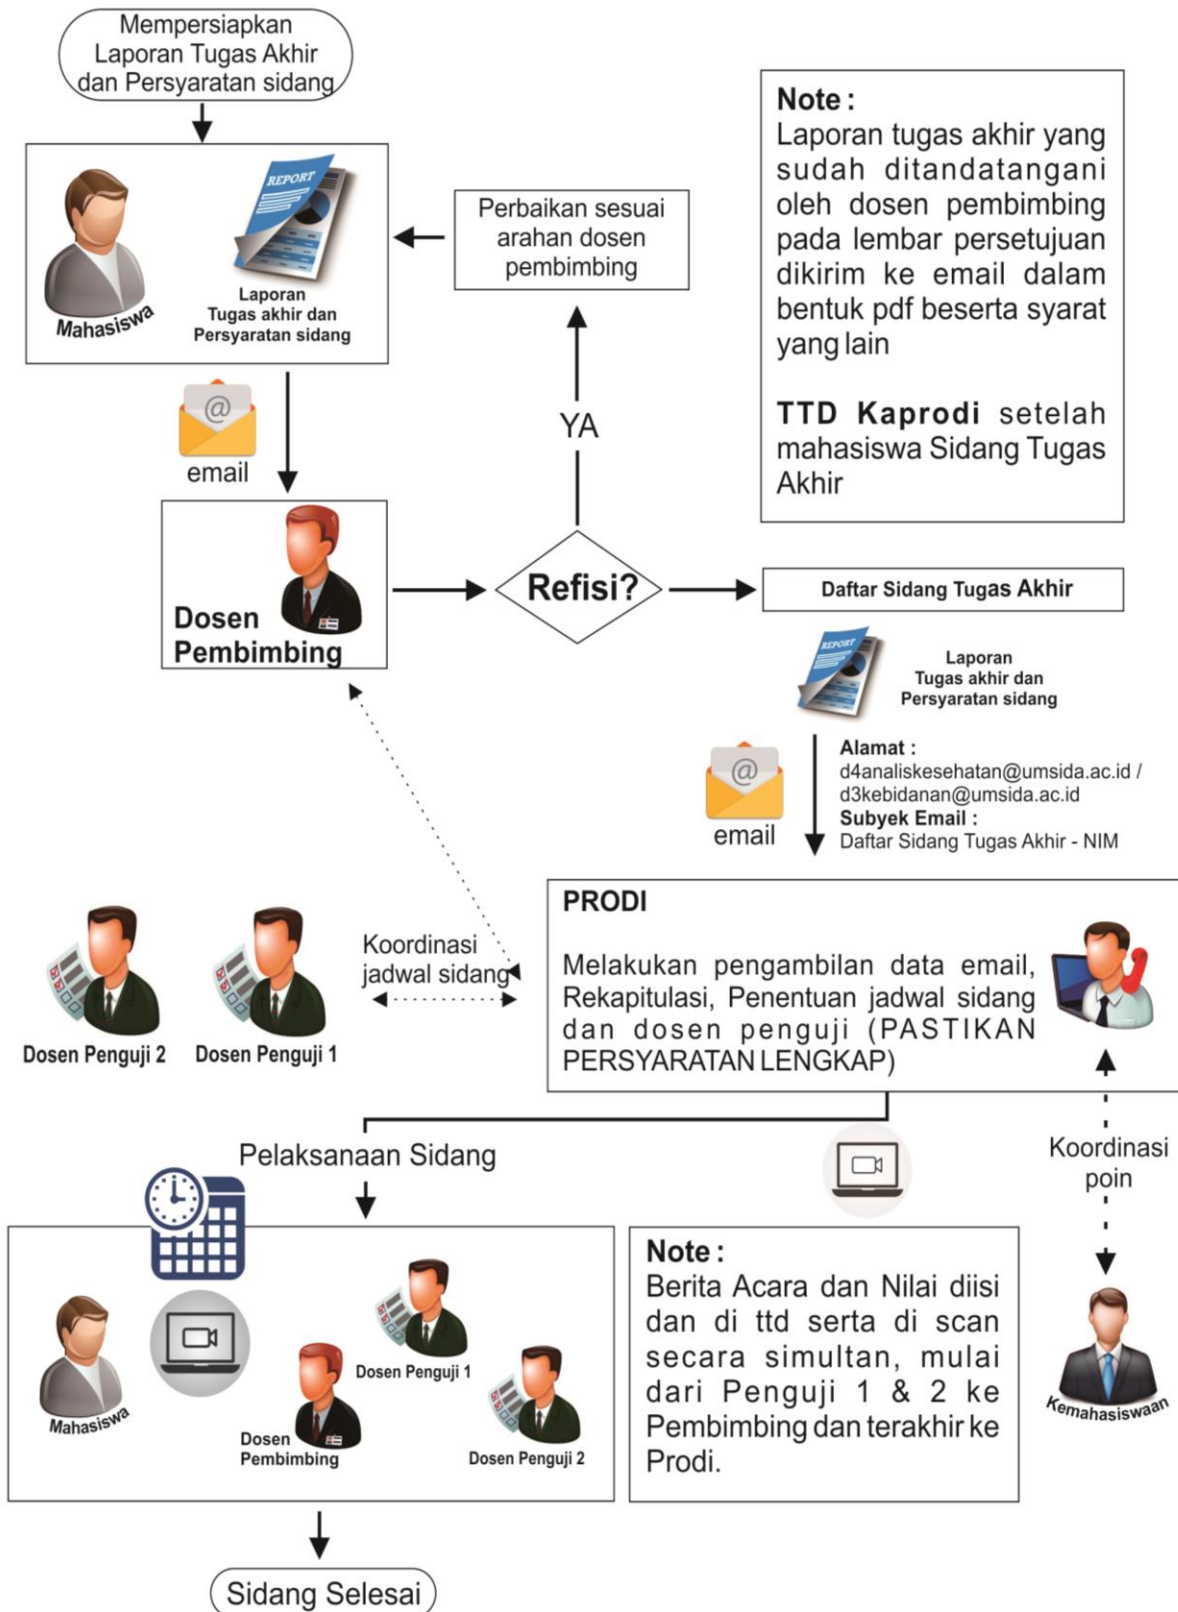 Mempersiapkan
Laporan Tugas Akhir
dan Persyaratan sidang
Note :
Laporan tugas akhir yang
sudah ditandatangani
oleh dosen pembimbing
pada lembar persetujuan
dikirim ke email dalam
bentuk pdf beserta syarat
yang lain
TTD Kaprodi setelah
mahasiswa Sidang Tugas
Akhir
REPORT
Mahasiswa
Laporan
Tugas akhir dan
Persyaratan sidang
Perbaikan sesuai
arahan dosen
pembimbing
@
email
YA
Dosen
Pembimbing
Refisi?
Daftar Sidang Tugas Akhir
REPORT
Laporan
Tugas akhir dan
Persyaratan sidang
@
email
Alamat :
d4analiskesehatan@umsida.ac.id /
d3kebidanan@umsida.ac.id
Subyek Email :
Daftar Sidang Tugas Akhir - NIM
Dosen Penguji 2
Dosen Penguji 1
Koordinasi
jadwal sidang
PRODI
Melakukan pengambilan data email,
Rekapitulasi, Penentuan jadwal sidang
dan dosen penguji (PASTIKAN
PERSYARATAN LENGKAP)
Pelaksanaan Sidang
Koordinasi
poin
Mahasiswa
Dosen
Pembimbing
Dosen Penguji 1
Dosen Penguji 2
Note :
Berita Acara dan Nilai diisi
dan di ttd serta di scan
secara simultan, mulai
dari Penguji 1 & 2 ke
Pembimbing dan terakhir ke
Prodi.
Kemahasiswaan
Sidang Selesai